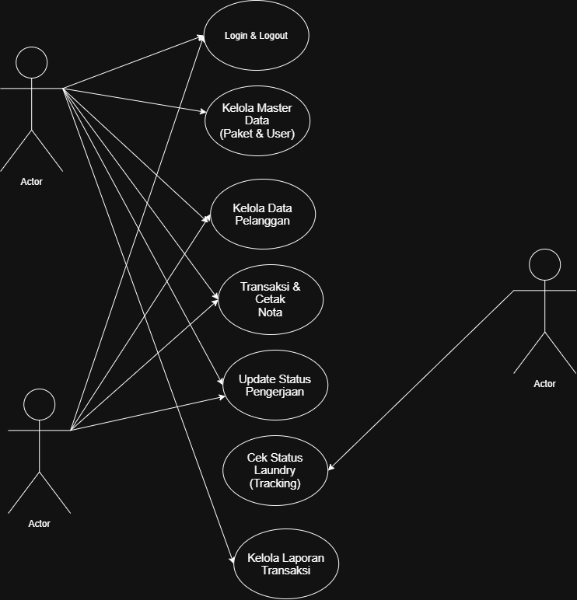 Login & Logout
Kelola Master
Data
(Paket & User)
Actor
Kelola Data
Pelanggan
Transaksi &
Cetak
Nota
Update Status
Pengerjaan
Actor
Cek Status
Laundry
(Tracking)
Actor
Kelola Laporan
Transaksi